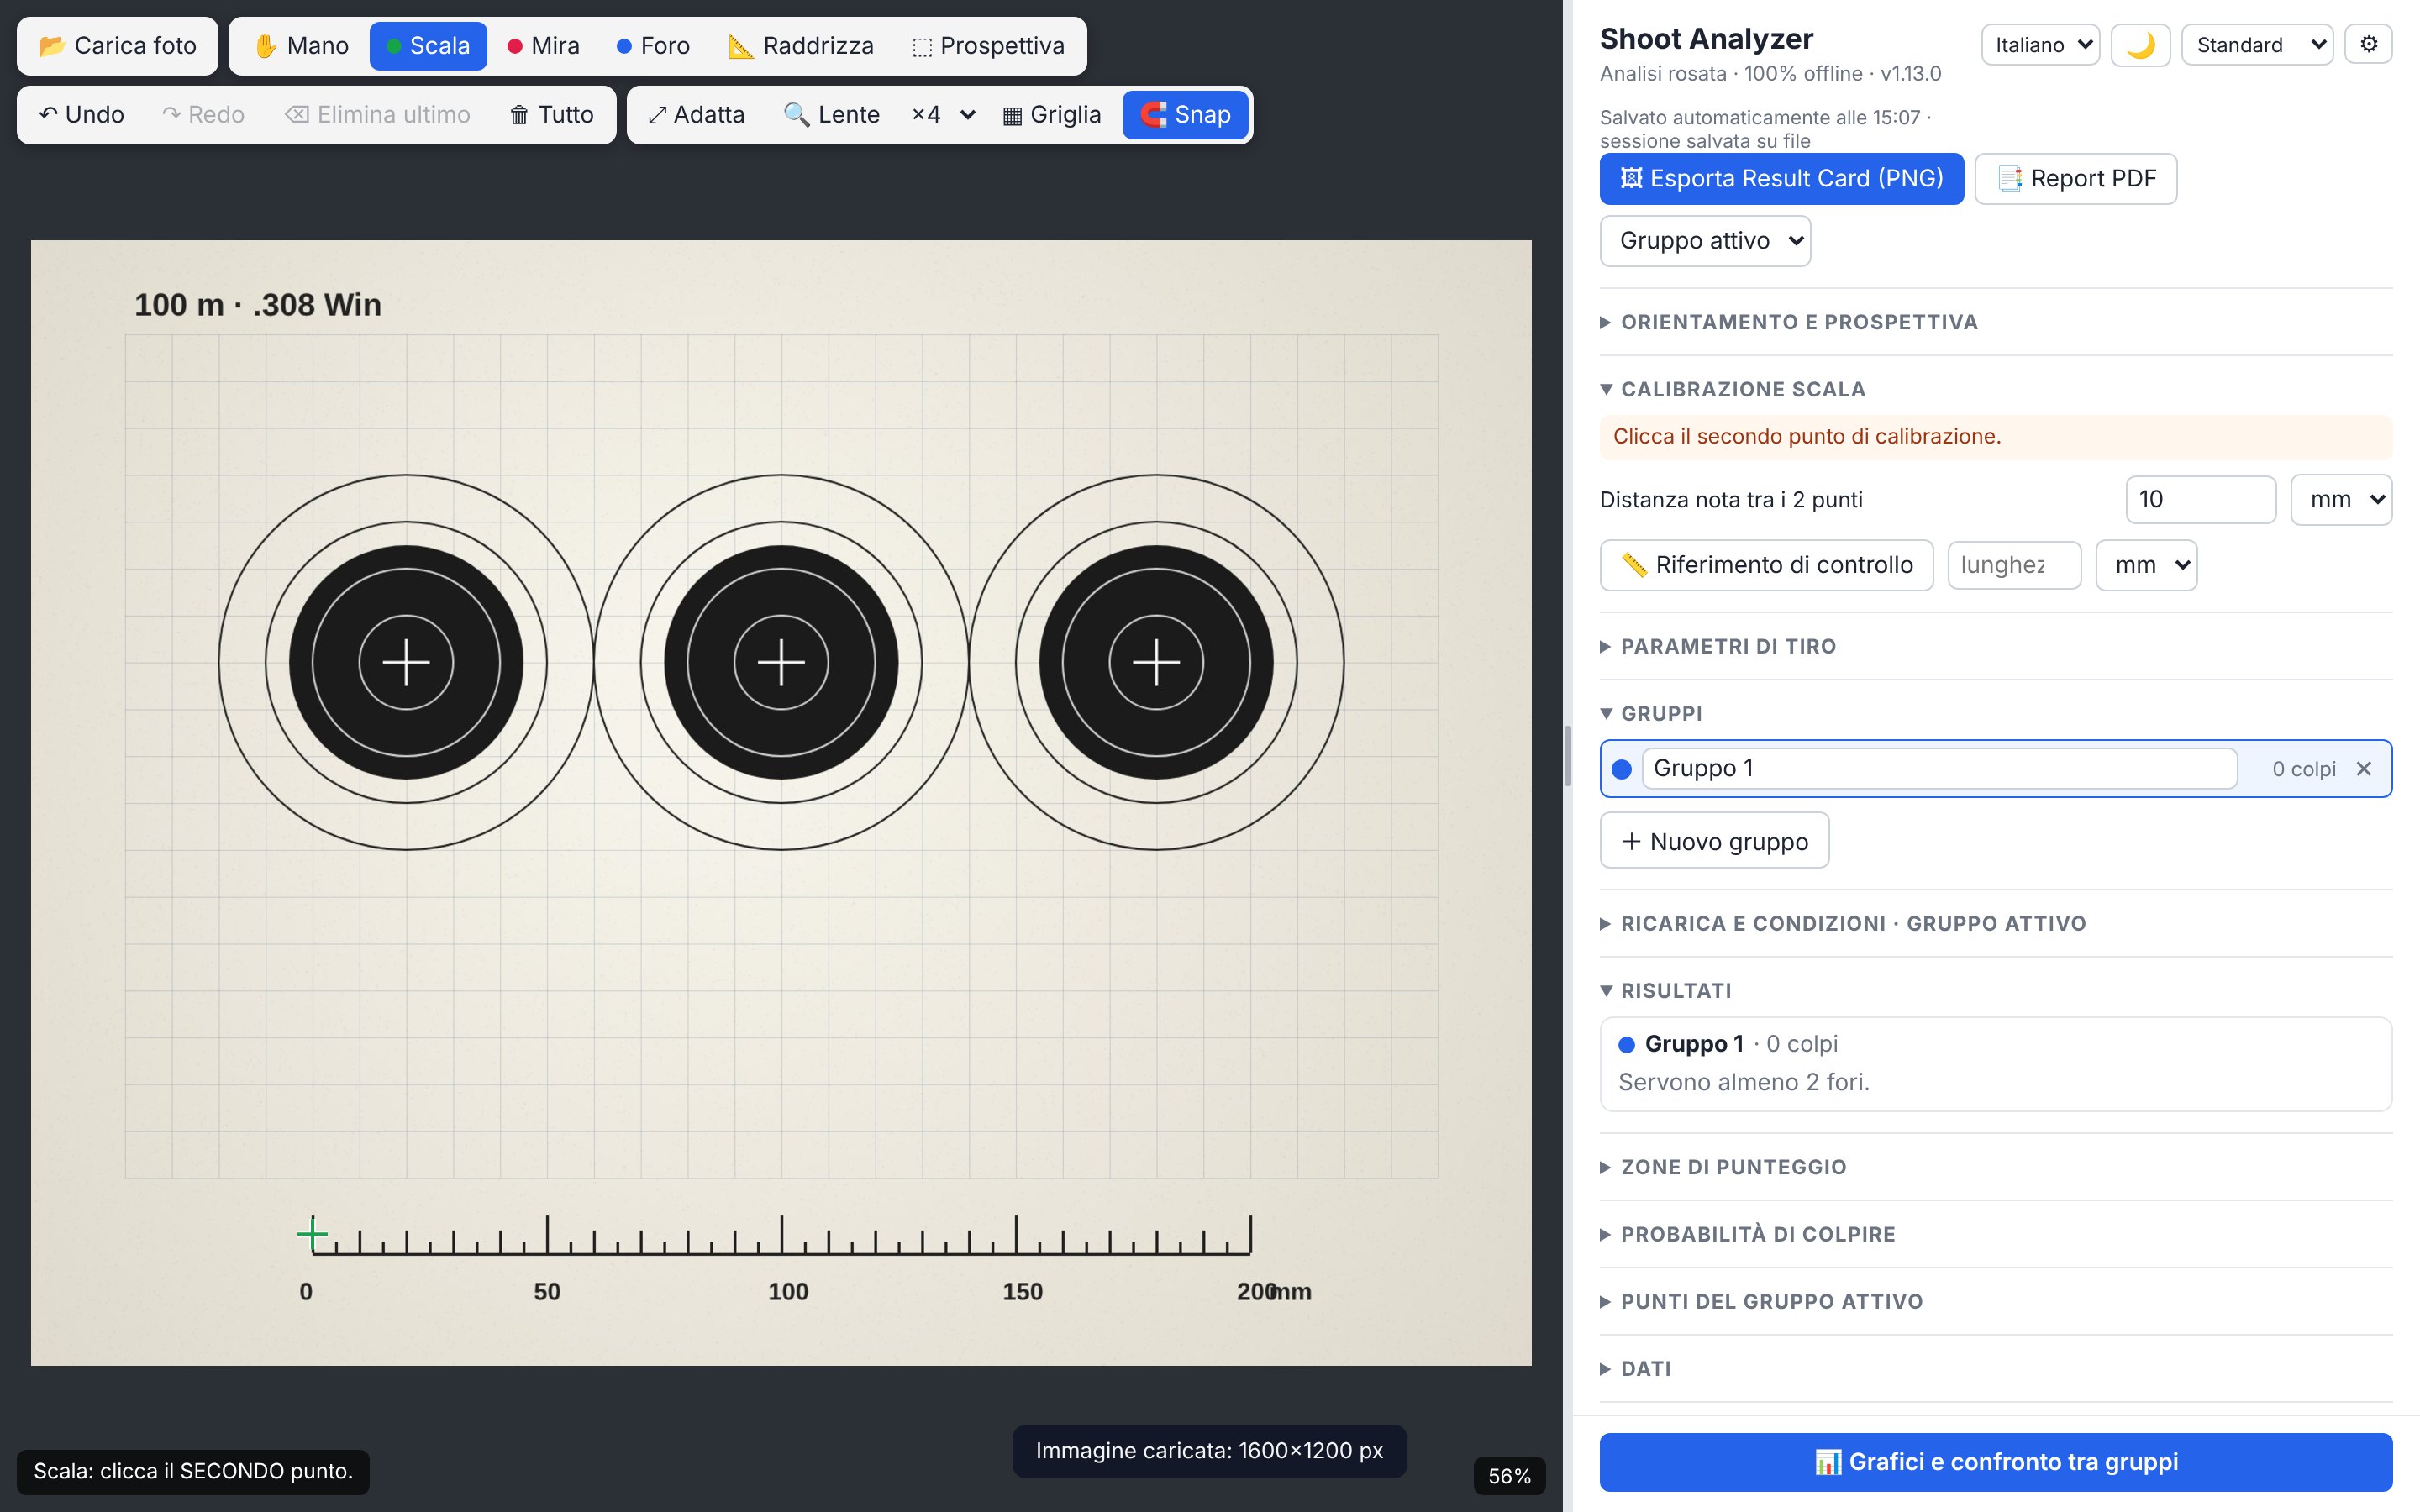 📂 Carica foto
✋ Mano
Scala
Mira
Foro
📐 Raddrizza
⬚ Prospettiva
↶ Undo
↷ Redo
⌫ Elimina ultimo
🗑 Tutto
⤢ Adatta
🔍 Lente
×4
▦ Griglia
🧲 Snap
100 m · .308 Win
0 50 100 150 200 mm
Scala: clicca il SECONDO punto.
Immagine caricata: 1600×1200 px
56%
Shoot Analyzer
Analisi rosata · 100% offline · v1.13.0
Italiano
Standard
Salvato automaticamente alle 15:07 ·
sessione salvata su file
Esporta Result Card (PNG)
Report PDF
Gruppo attivo
ORIENTAMENTO E PROSPETTIVA
CALIBRAZIONE SCALA
Clicca il secondo punto di calibrazione.
Distanza nota tra i 2 punti 10 mm
📏 Riferimento di controllo mm
PARAMETRI DI TIRO
GRUPPI
Gruppo 1 0 colpi ✕
+ Nuovo gruppo
RICARICA E CONDIZIONI · GRUPPO ATTIVO
RISULTATI
Gruppo 1 · 0 colpi
Servono almeno 2 fori.
ZONE DI PUNTEGGIO
PROBABILITÀ DI COLPIRE
PUNTI DEL GRUPPO ATTIVO
DATI
📊 Grafici e confronto tra gruppi